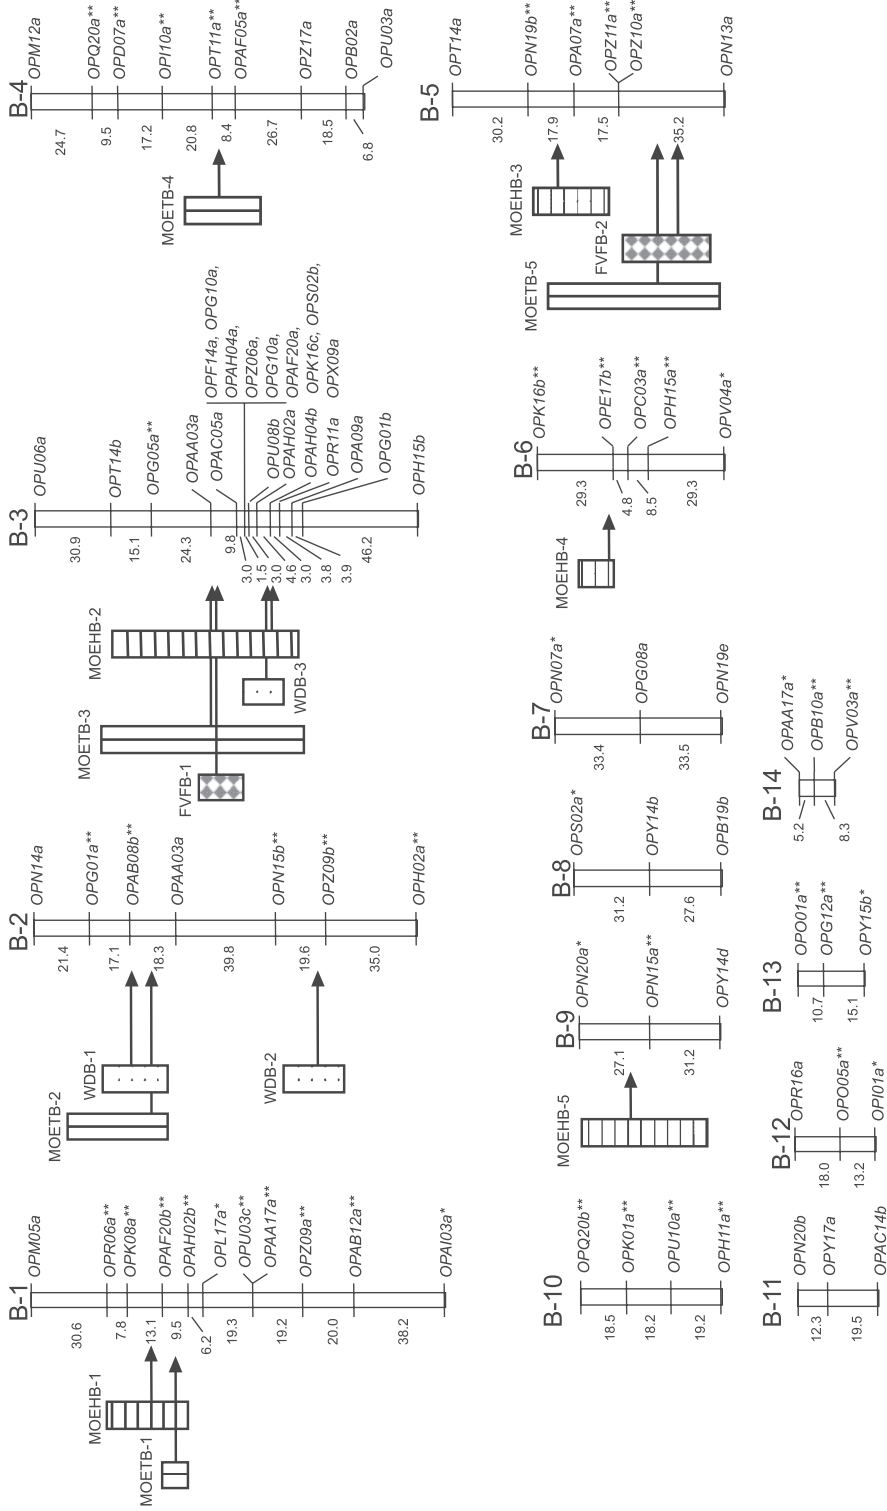 B-1
OPM05a
30.6
OPR06a**
7.8
OPK08a**
13.1
OPAF20b**
9.5
OPAH02b**
6.2
OPL17a*
19.3
OPU03c**
OPAA17a**
19.2
OPZ09a**
20.0
OPAB12a**
38.2
OPAI03a*
MOEHB-1
MOETB-1
B-2
OPN14a
21.4
OPG01a**
17.1
OPAB08b**
18.3
OPAA03a
39.8
OPN15b**
19.6
OPZ09b**
35.0
OPH02a**
MOETB-2
WDB-1
WDB-2
B-3
OPU06a
30.9
OPT14b
15.1
OPG05a**
24.3
OPAA03a
9.8
OPAC05a
OPF14a, OPG10a,
OPAH04a,
OPZ06a,
OPG10a,
OPAF20a,
OPK16c, OPS02b,
OPX09a
3.0
OPU08b
1.5
OPAH02a
3.0
OPAH04b
4.6
OPR11a
3.0
OPA09a
3.8
OPG01b
3.9
46.2
OPH15b
MOEHB-2
WDB-3
MOETB-3
FVFB-1
B-4
OPM12a
24.7
OPQ20a**
9.5
OPD07a**
17.2
OPI10a**
20.8
OPT11a**
8.4
OPAF05a**
26.7
OPZ17a
18.5
OPB02a
6.8
OPU03a
MOETB-4
B-10
OPQ20b**
18.5
OPK01a**
18.2
OPU10a**
19.2
OPH11a**
B-9
OPN20a*
27.1
OPN15a**
31.2
OPY14d
MOEHB-5
B-8
OPS02a*
31.2
OPY14b
27.6
OPB19b
B-7
OPN07a*
33.4
OPG08a
33.5
OPN19e
B-6
OPK16b**
29.3
OPE17b**
4.8
OPC03a**
8.5
OPH15a**
29.3
OPV04a*
MOEHB-4
B-5
OPT14a
30.2
OPN19b**
17.9
OPA07a**
17.5
OPZ11a**
OPZ10a**
35.2
OPN13a
MOEHB-3
FVFB-2
MOETB-5
B-11
OPN20b
12.3
OPY17a
19.5
OPAC14b
B-12
OPR16a
18.0
OPO05a**
13.2
OPI01a*
B-13
OPO01a**
10.7
OPG12a**
15.1
OPY15b*
B-14
OPAA17a*
5.2
OPB10a**
8.3
OPV03a**